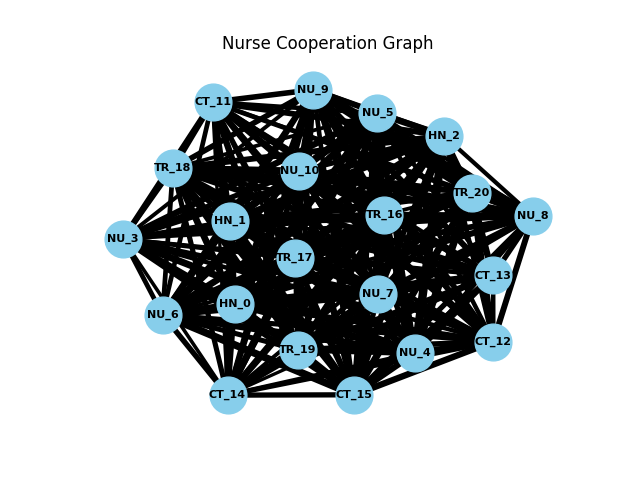 Nurse Cooperation Graph
NU_9
CT_11
NU_5
HN_2
TR_18
NU_10
TR_20
TR_16
NU_8
HN_1
NU_3
TR_17
CT_13
NU_7
HN_0
NU_6
CT_12
TR_19
NU_4
CT_14
CT_15